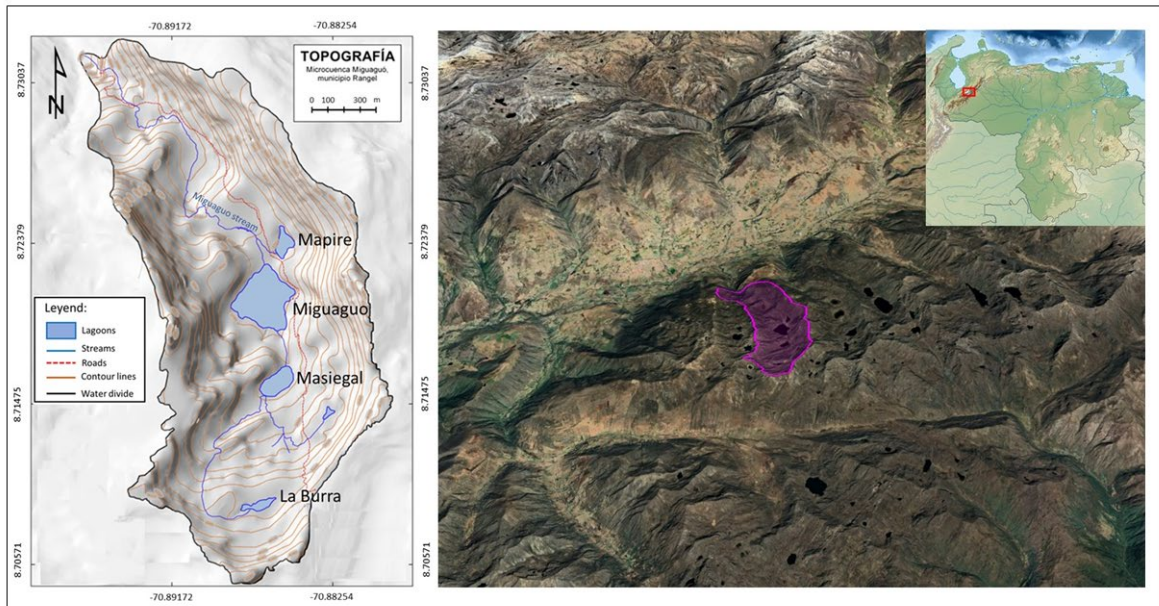 -70.89172
-70.88254
TOPOGRAFÍA
Microcuenca Miguaguó,
municipio Rangel
0 100 300 m
N
8.73037
8.73037
Miguaguo stream
Mapire
8.72379
8.72379
Miguaguo
Leyend:
Lagoons
Streams
Roads
Contour lines
Water divide
Masiegal
8.71475
8.71475
La Burra
8.70571
8.70571
-70.89172
-70.88254